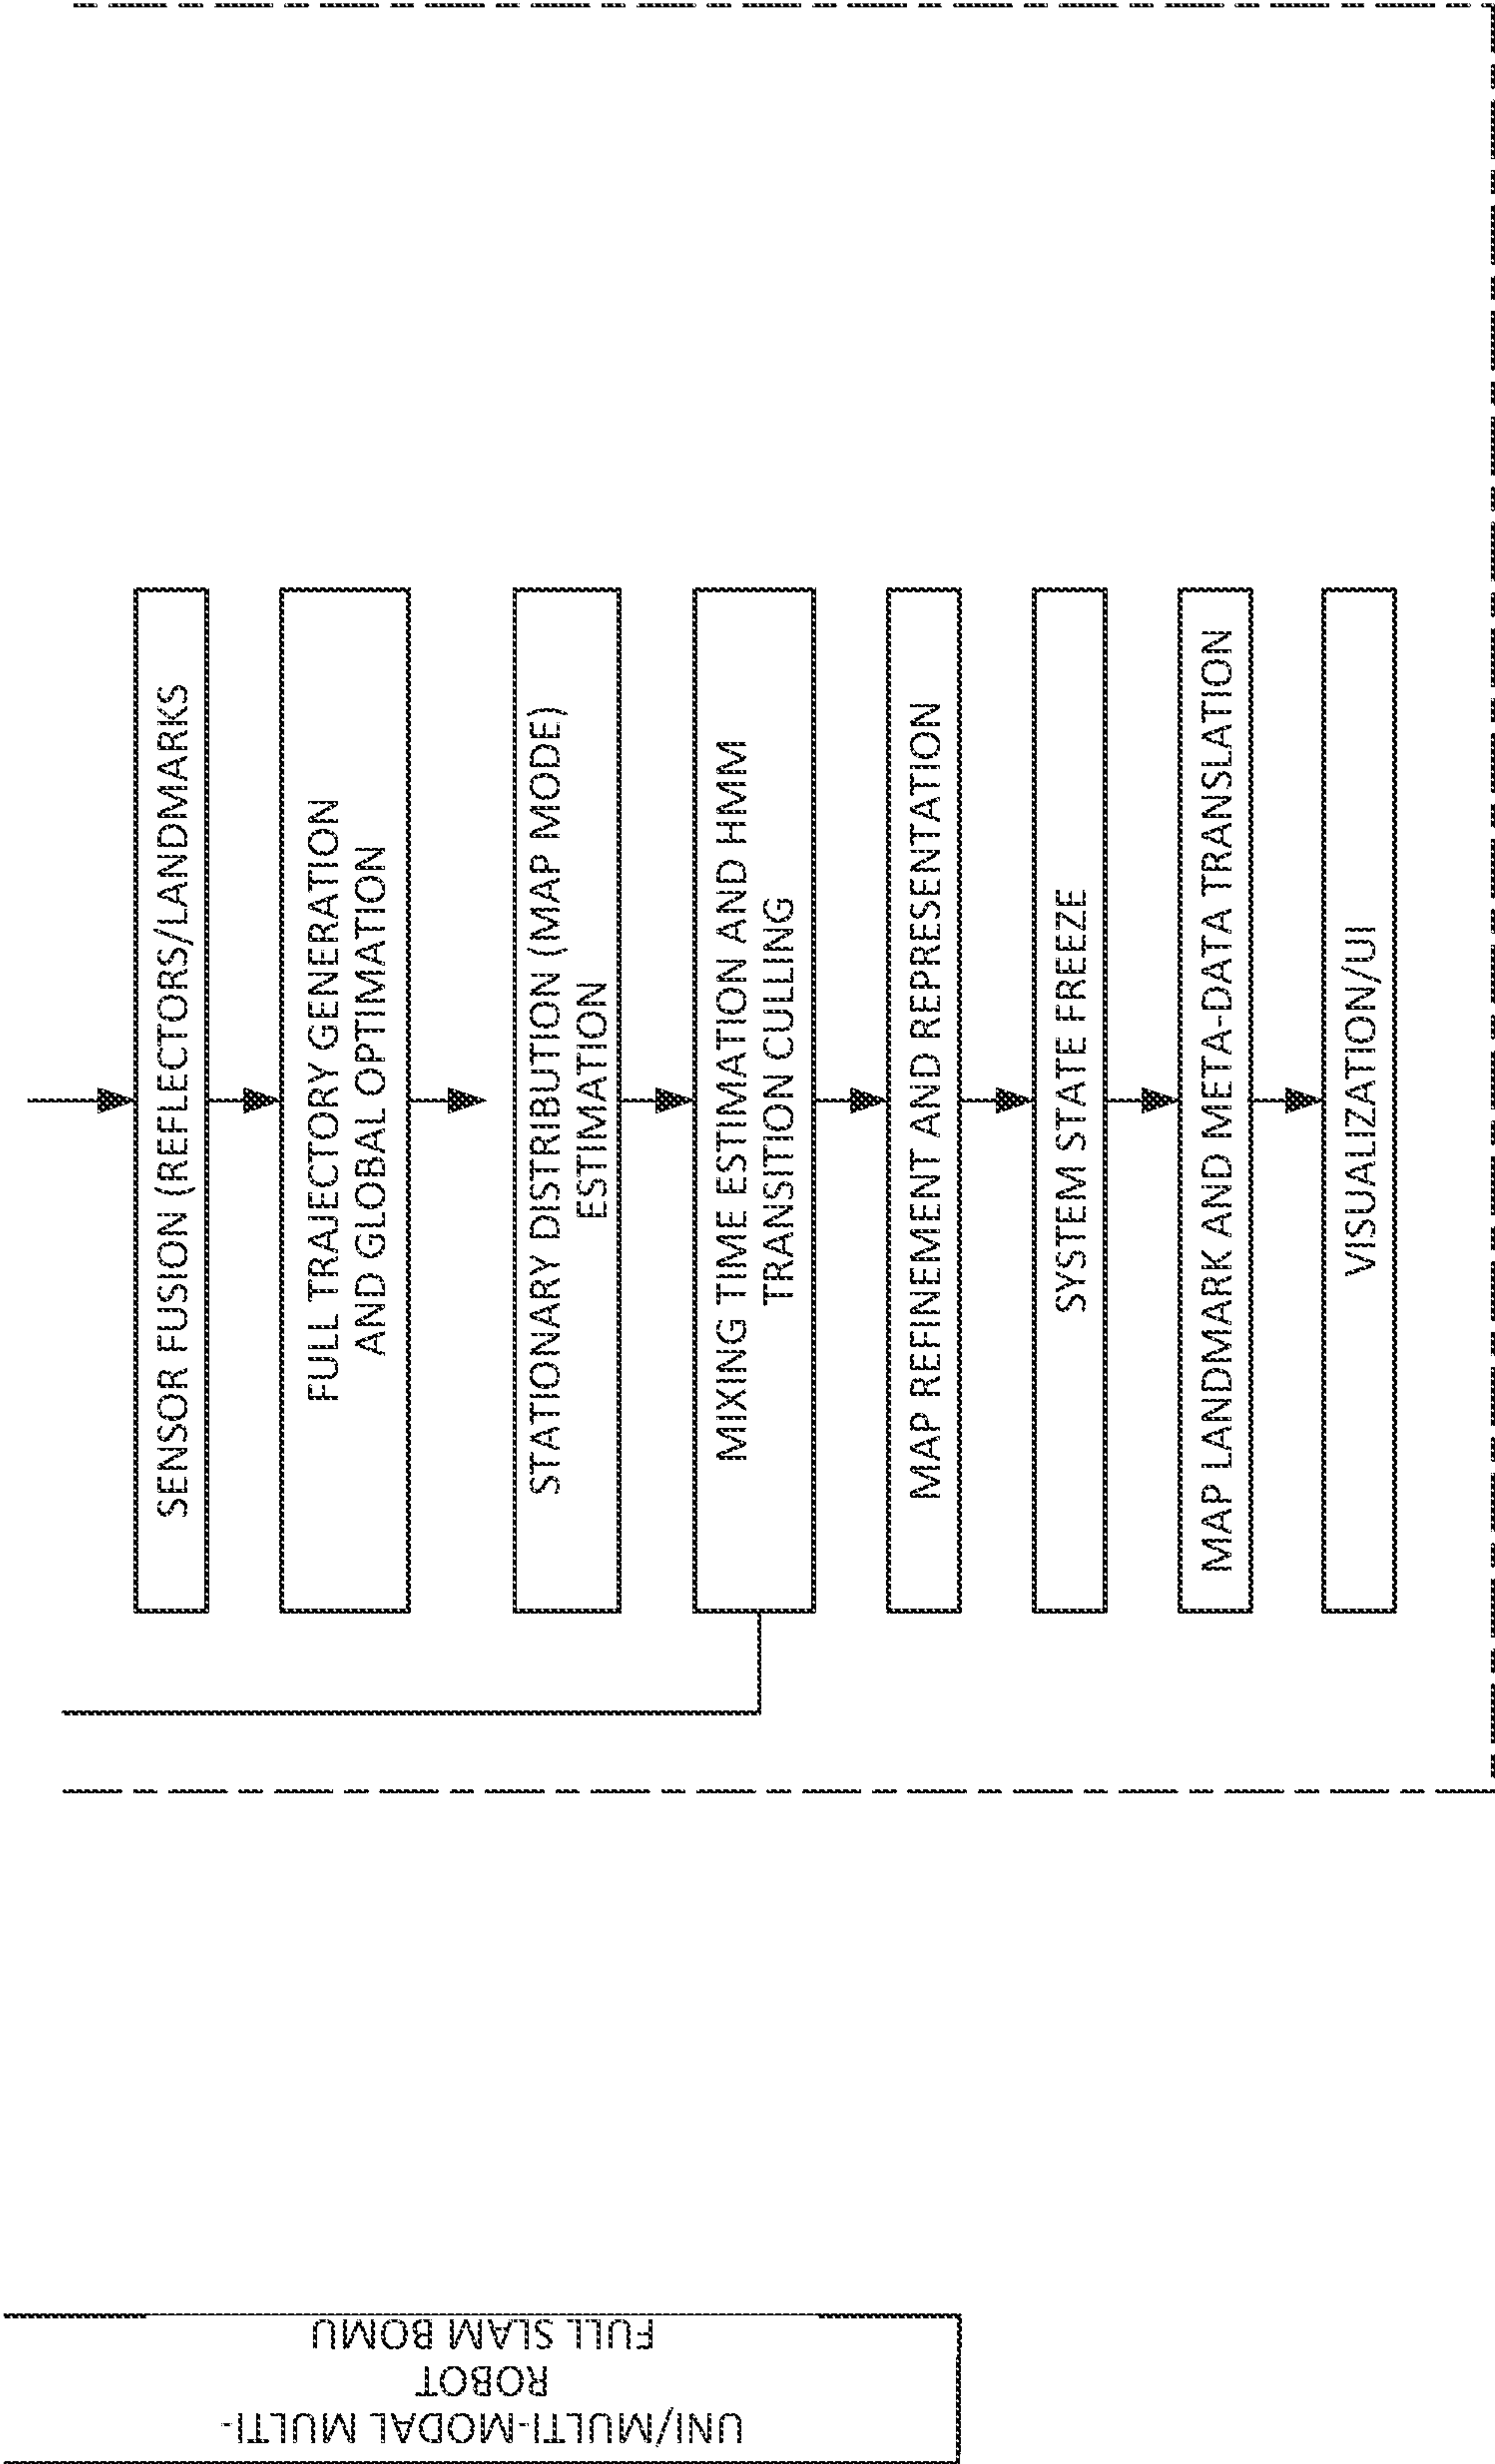 SENSOR FUSION (REFLECTORS/LANDMARKS
FULL TRAJECTORY GENERATION
AND GLOBAL OPTIMATION
STATIONARY DISTRIBUTION (MAP MODE)
ESTIMATION
MIXING TIME ESTIMATION AND HMM
TRANSITION CULLING
MAP REFINEMENT AND REPRESENTATION
SYSTEM STATE FREEZE
MAP LANDMARK AND META-DATA TRANSLATION
VISUALIZATION/UI
UNI/MULTI-MODAL MULTI-
ROBOT
FULL SLAM BOMU